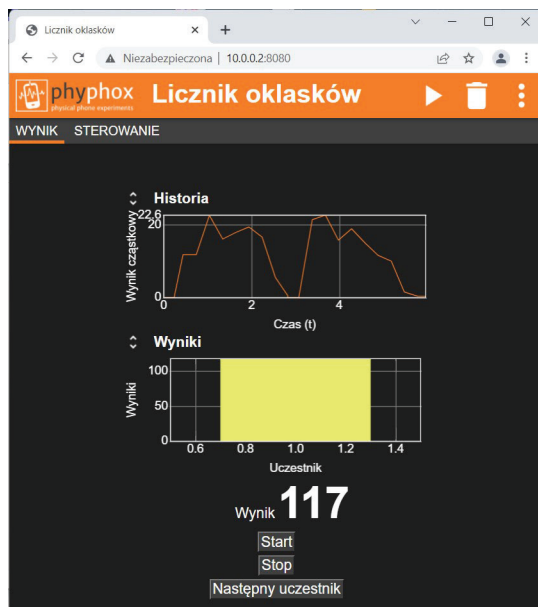 Licznik oklasków
Niezabezpieczona | 10.0.0.2:8080
phyphox
physical phone experiments
Licznik oklasków
WYNIK STEROWANIE
Historia
Wynik cząstkowy
22,6
20
0
0 2 4
Czas (t)
Wyniki
Wyniki
100
50
0
0.6 0.8 1.0 1.2 1.4
Uczestnik
Wynik 117
Start
Stop
Następny uczestnik